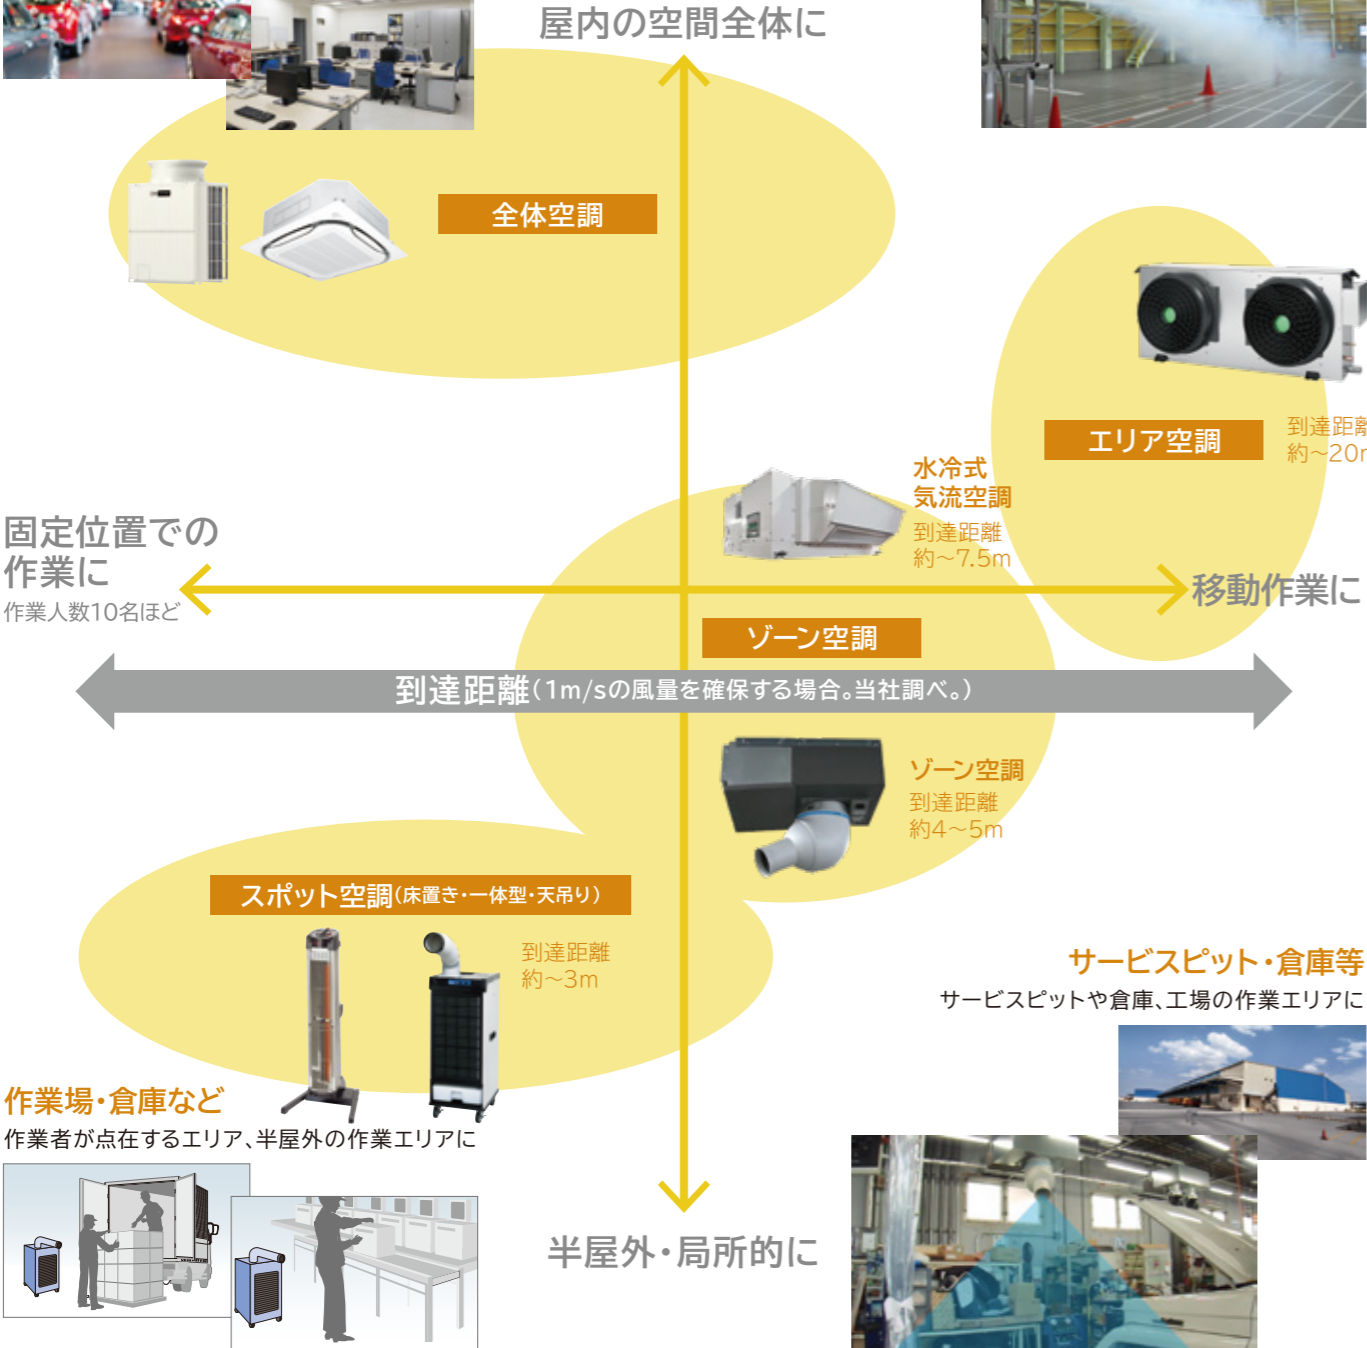 屋内の空間全体に
全体空調
エリア空調
到達距離
約～20m
水冷式
気流空調
到達距離
約～7.5m
固定位置での
作業に
作業人数10名ほど
移動作業に
ゾーン空調
到達距離(1m/sの風量を確保する場合。当社調べ。)
ゾーン空調
到達距離
約4～5m
スポット空調(床置き・一体型・天吊り)
到達距離
約～3m
サービスピット・倉庫等
サービスピットや倉庫、工場の作業エリアに
作業場・倉庫など
作業者が点在するエリア、半屋外の作業エリアに
半屋外・局所的に